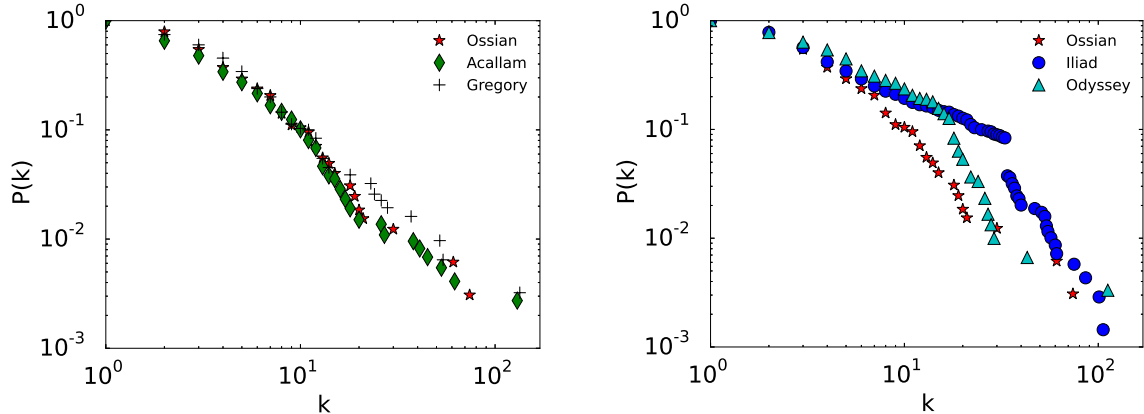 10^0
10^-1
10^-2
10^-3
P(k)
10^0
10^1
10^2
k
Ossian
Acallam
Gregory
10^0
10^-1
10^-2
10^-3
P(k)
10^0
10^1
10^2
k
Ossian
Iliad
Odyssey